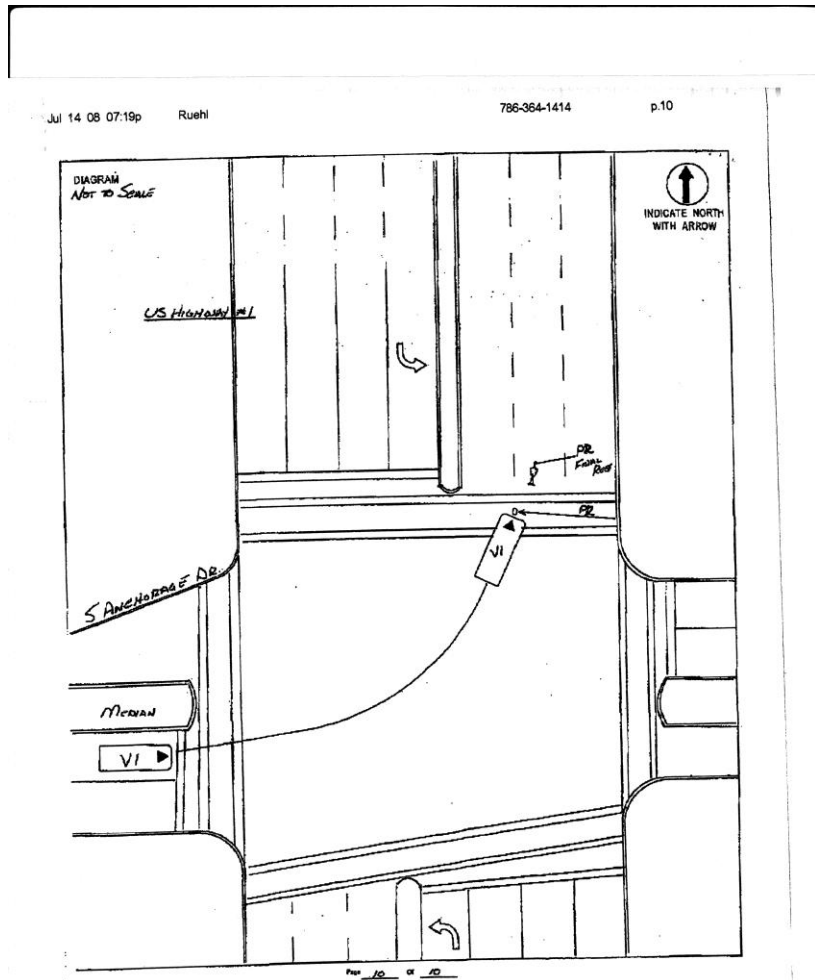 Jul 14 08 07:19p Ruehl 786-364-1414 p.10
DIAGRAM
NOT TO SCALE
INDICATE NORTH
WITH ARROW
US HIGHWAY #1
PR
FINAL
REST
PR
V1
S ANCHORAGE DR.
MEDIAN
V1
Page 10 Of 10